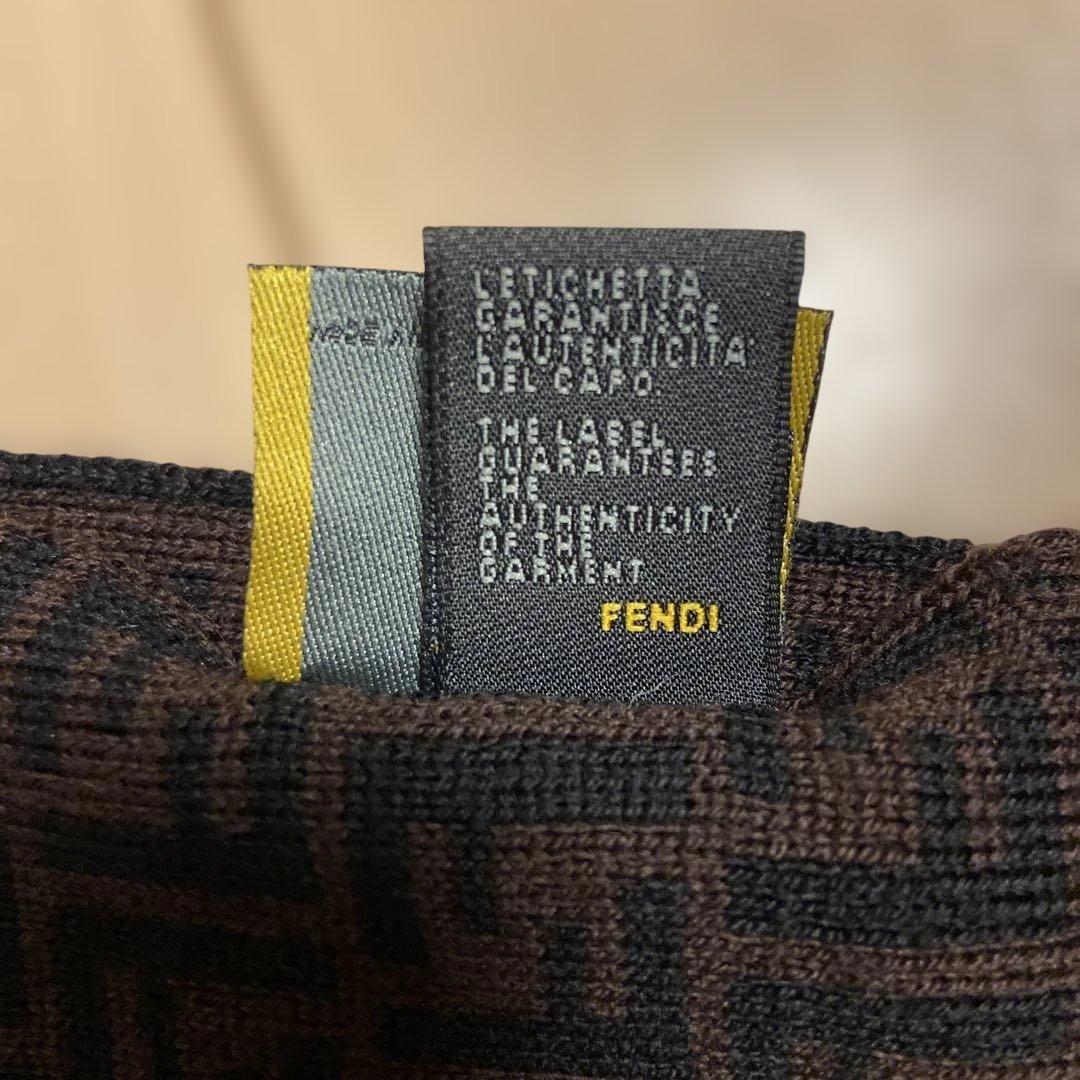 L'ETICHETTA
GARANTISCE
L'AUTENTICITA'
DEL CAPO.
THE LABEL
GUARANTEES
THE
AUTHENTICITY
OF THE
GARMENT
FENDI